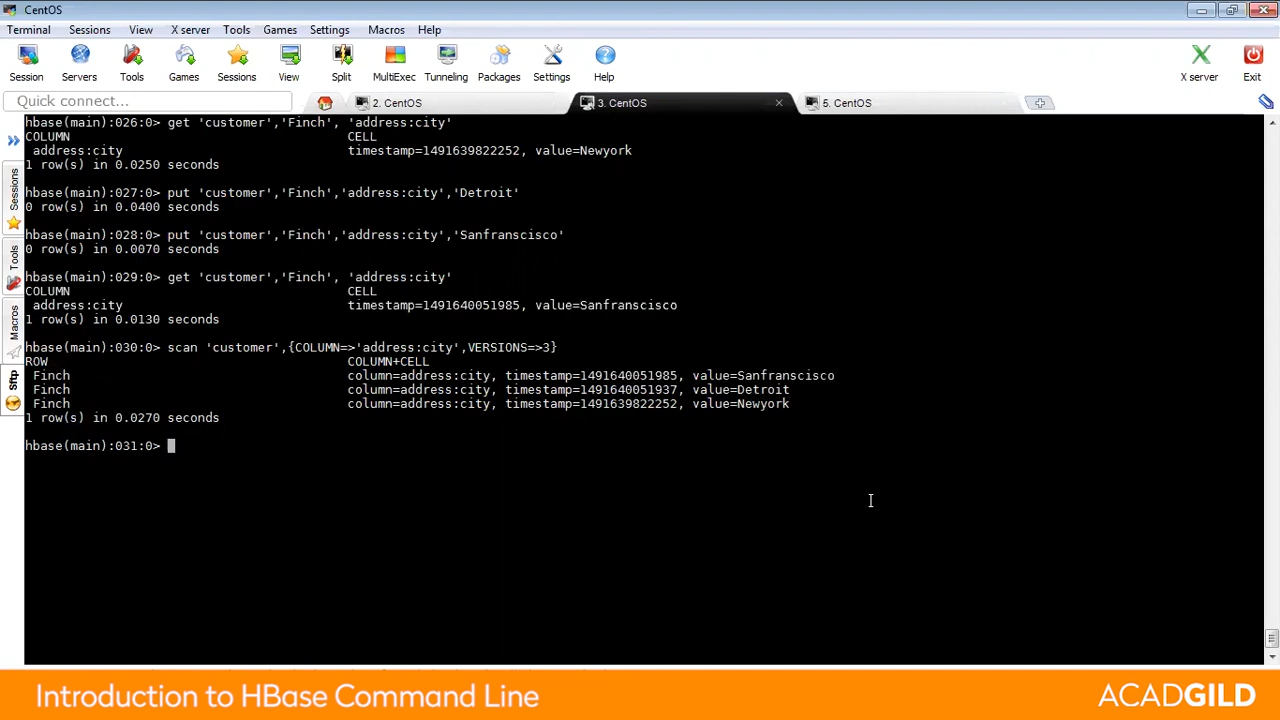 CentOS
Terminal Sessions View X server Tools Games Settings Macros Help
Session Servers Tools Games Sessions View Split MultiExec Tunneling Packages Settings Help X server Exit
Quick connect... 2. CentOS 3. CentOS 5. CentOS
Sessions
Tools
Macros
Sftp
hbase(main):026:0> get 'customer','Finch', 'address:city'
COLUMN CELL
address:city timestamp=1491639822252, value=Newyork
1 row(s) in 0.0250 seconds
hbase(main):027:0> put 'customer','Finch','address:city','Detroit'
0 row(s) in 0.0400 seconds
hbase(main):028:0> put 'customer','Finch','address:city','Sanfranscisco'
0 row(s) in 0.0070 seconds
hbase(main):029:0> get 'customer','Finch', 'address:city'
COLUMN CELL
address:city timestamp=1491640051985, value=Sanfranscisco
1 row(s) in 0.0130 seconds
hbase(main):030:0> scan 'customer',{COLUMN=>'address:city',VERSIONS=>3}
ROW COLUMN+CELL
Finch column=address:city, timestamp=1491640051985, value=Sanfranscisco
Finch column=address:city, timestamp=1491640051937, value=Detroit
Finch column=address:city, timestamp=1491639822252, value=Newyork
1 row(s) in 0.0270 seconds
hbase(main):031:0>
Introduction to HBase Command Line ACADGILD